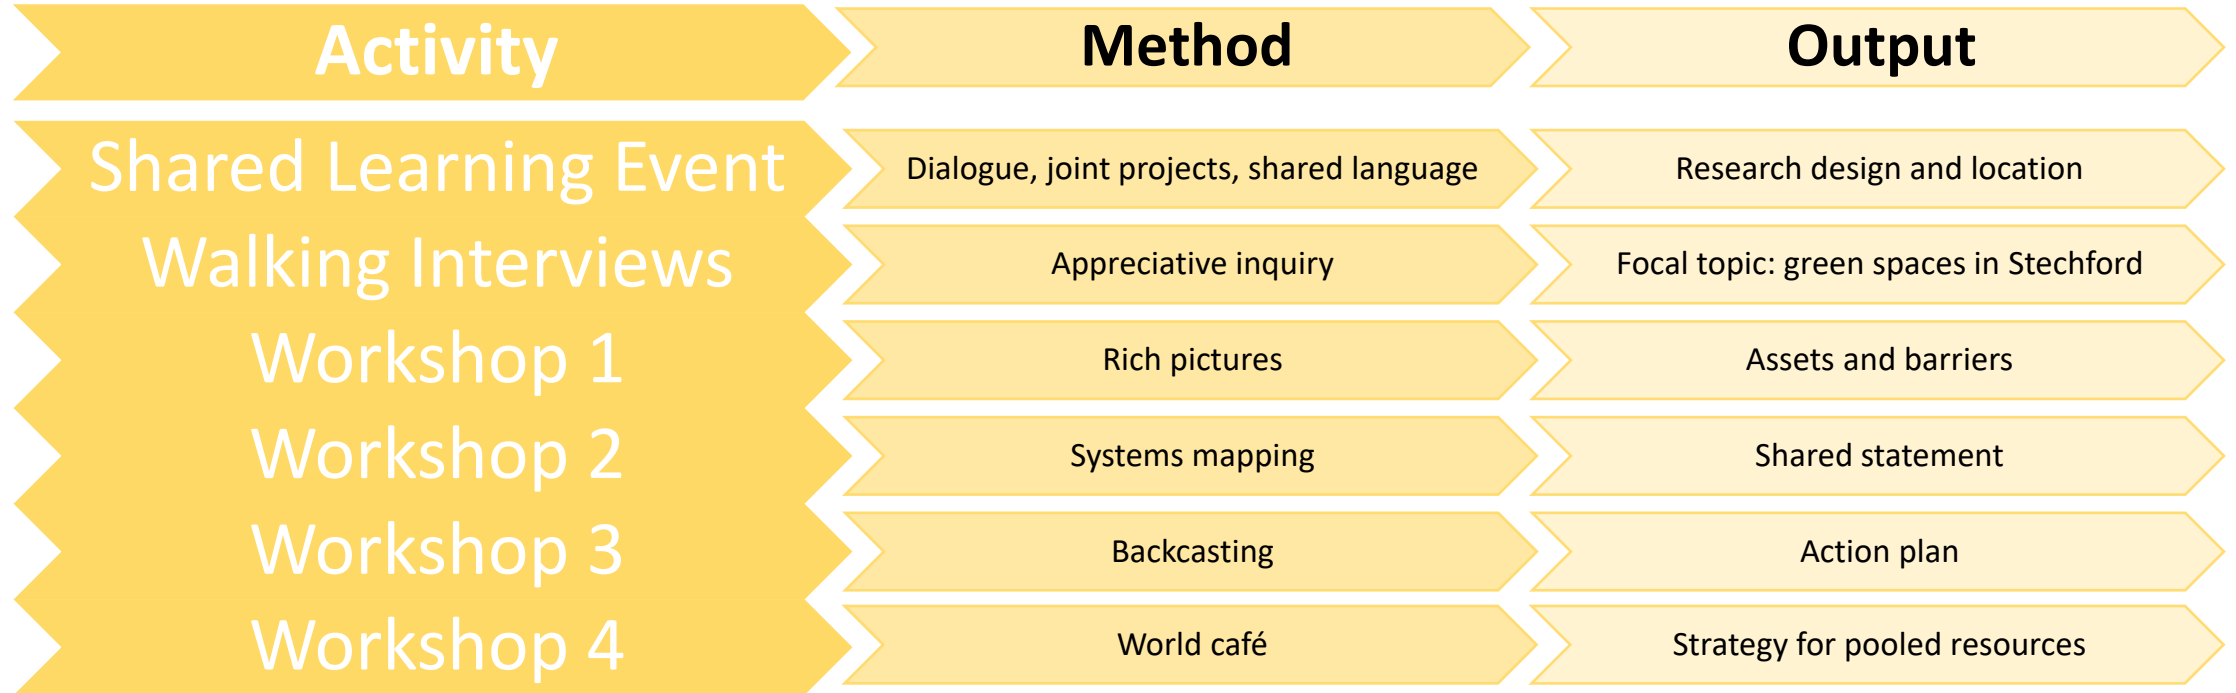 Activity Method Output
Shared Learning Event Dialogue, joint projects, shared language Research design and location
Walking Interviews Appreciative inquiry Focal topic: green spaces in Stechford
Workshop 1 Rich pictures Assets and barriers
Workshop 2 Systems mapping Shared statement
Workshop 3 Backcasting Action plan
Workshop 4 World café Strategy for pooled resources